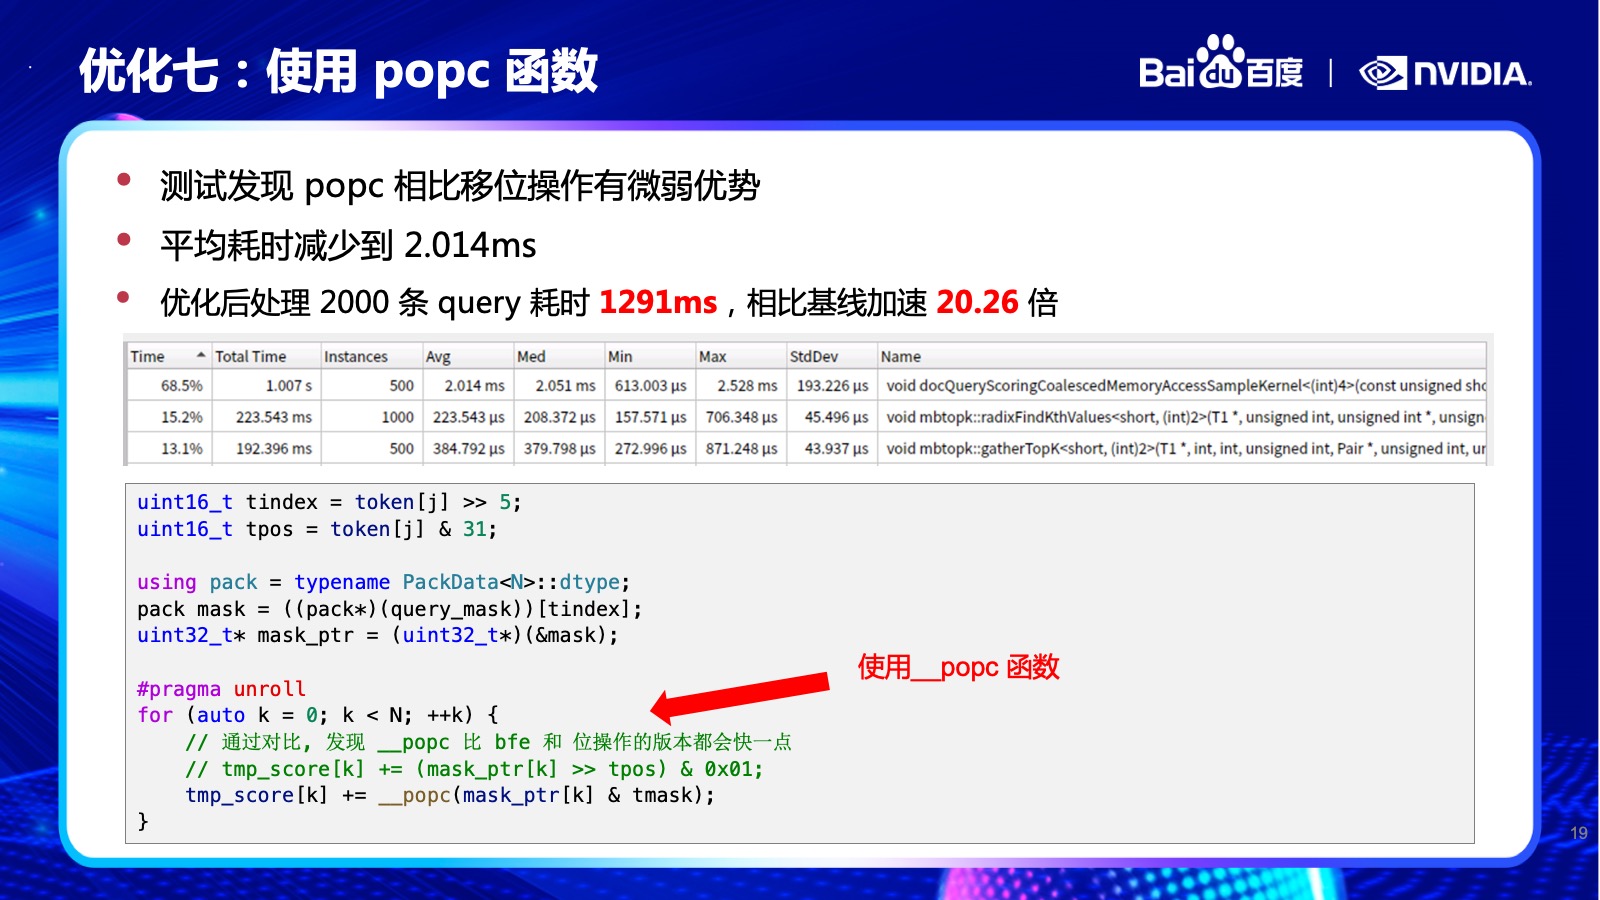 优化七：使用 popc 函数
Baidu百度 | NVIDIA.
• 测试发现 popc 相比移位操作有微弱优势
• 平均耗时减少到 2.014ms
• 优化后处理 2000 条 query 耗时 1291ms，相比基线加速 20.26 倍
Time Total Time Instances Avg Med Min Max StdDev Name
68.5% 1.007 s 500 2.014 ms 2.051 ms 613.003 μs 2.528 ms 193.226 μs void docQueryScoringCoalescedMemoryAccessSampleKernel<(int)4>(const unsigned sho
15.2% 223.543 ms 1000 223.543 μs 208.372 μs 157.571 μs 706.348 μs 45.496 μs void mbtopk::radixFindKthValues<short, (int)2>(T1 *, unsigned int, unsigned int *, unsign
13.1% 192.396 ms 500 384.792 μs 379.798 μs 272.996 μs 871.248 μs 43.937 μs void mbtopk::gatherTopK<short, (int)2>(T1 *, int, int, unsigned int, Pair *, unsigned int, ur
uint16_t tindex = token[j] >> 5;
uint16_t tpos = token[j] & 31;
using pack = typename PackData<N>::dtype;
pack mask = ((pack*)(query_mask))[tindex];
uint32_t* mask_ptr = (uint32_t*)(&mask);
使用__popc 函数
#pragma unroll
for (auto k = 0; k < N; ++k) {
// 通过对比, 发现 __popc 比 bfe 和 位操作的版本都会快一点
// tmp_score[k] += (mask_ptr[k] >> tpos) & 0x01;
tmp_score[k] += __popc(mask_ptr[k] & tmask);
}
19